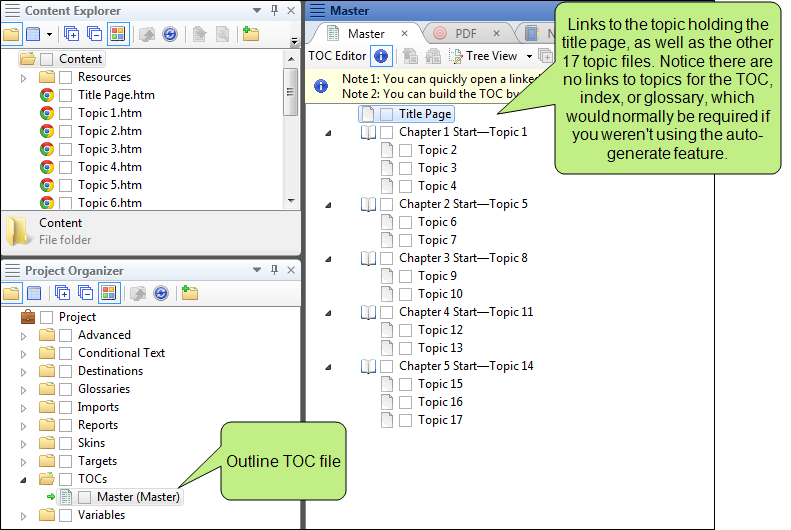 Content Explorer
Content
Resources
Title Page.htm
Topic 1.htm
Topic 2.htm
Topic 3.htm
Topic 4.htm
Topic 5.htm
Topic 6.htm
Content
File folder
Project Organizer
Project
Advanced
Conditional Text
Destinations
Glossaries
Imports
Reports
Skins
Targets
TOCs
Master (Master)
Variables
Master
Master
PDF
N
TOC Editor
Tree View
Note 1: You can quickly open a linked
Note 2: You can build the TOC by
Title Page
Chapter 1 Start—Topic 1
Topic 2
Topic 3
Topic 4
Chapter 2 Start—Topic 5
Topic 6
Topic 7
Chapter 3 Start—Topic 8
Topic 9
Topic 10
Chapter 4 Start—Topic 11
Topic 12
Topic 13
Chapter 5 Start—Topic 14
Topic 15
Topic 16
Topic 17
Links to the topic holding the
title page, as well as the other
17 topic files. Notice there are
no links to topics for the TOC,
index, or glossary, which
would normally be required if
you weren't using the auto-
generate feature.
Outline TOC file